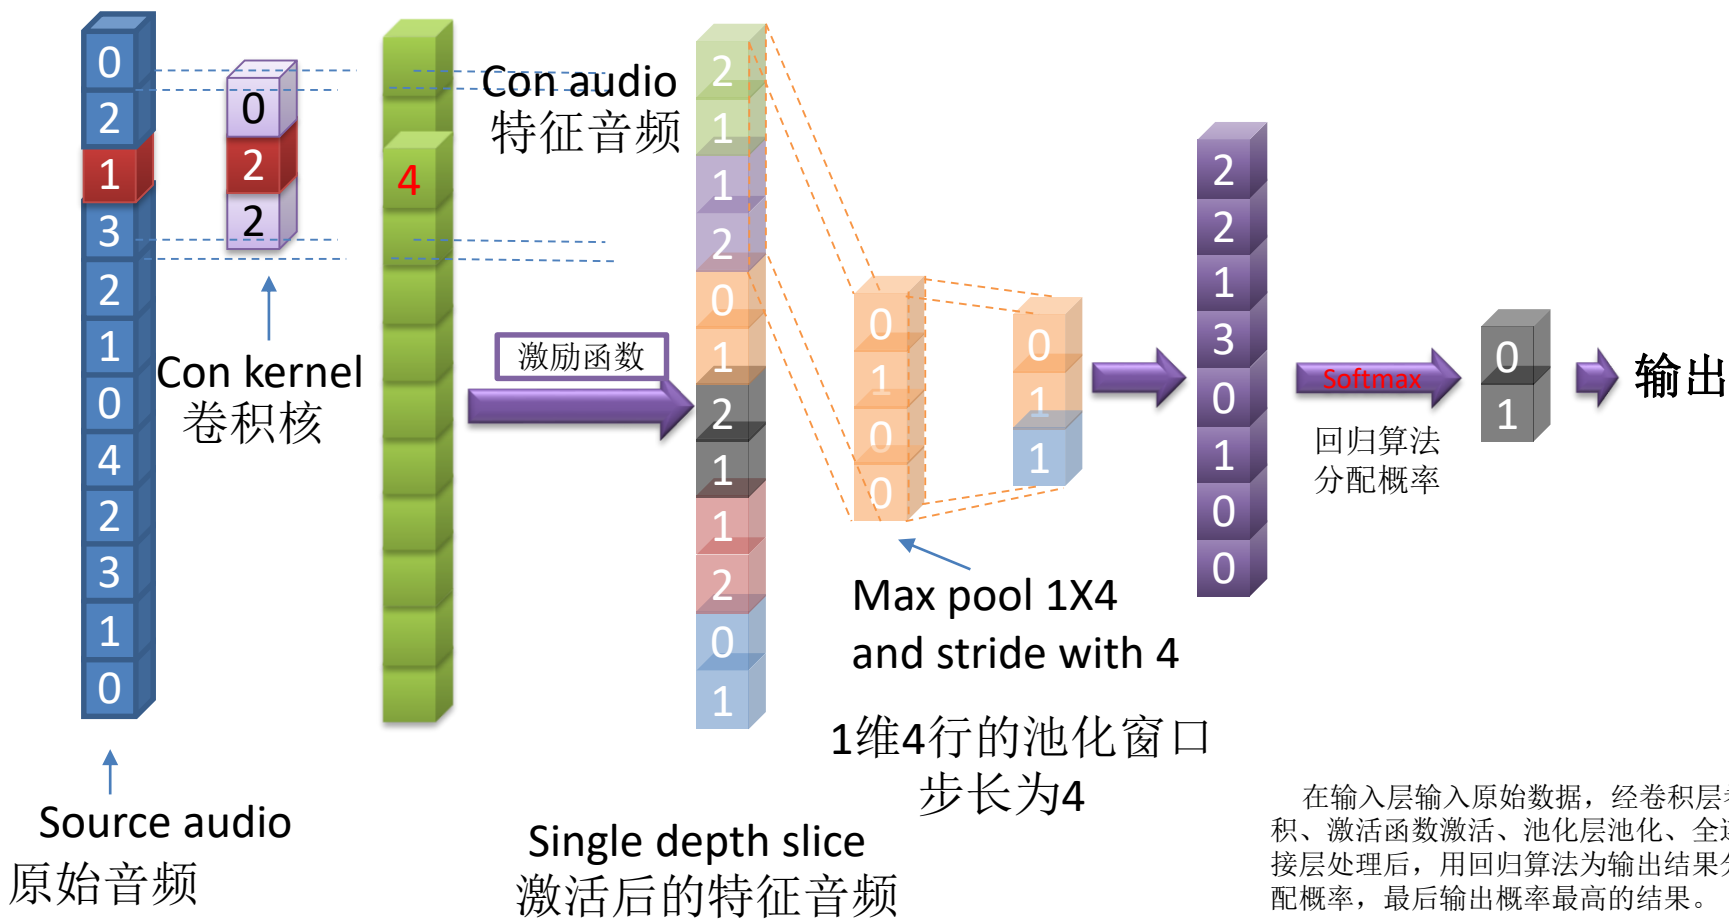 0
2
1
3
2
1
0
4
2
3
1
0
Source audio
原始音频
0
2
2
Con kernel
卷积核
4
Con audio
特征音频
激励函数
2
1
1
2
0
1
2
1
1
2
0
1
Single depth slice
激活后的特征音频
0
1
0
0
Max pool 1X4
and stride with 4
1维4行的池化窗口
步长为4
0
1
1
2
2
1
3
0
1
0
0
Softmax
回归算法
分配概率
0
1
输出
在输入层输入原始数据，经卷积层
积、激活函数激活、池化层池化、全
接层处理后，用回归算法为输出结果
配概率，最后输出概率最高的结果。